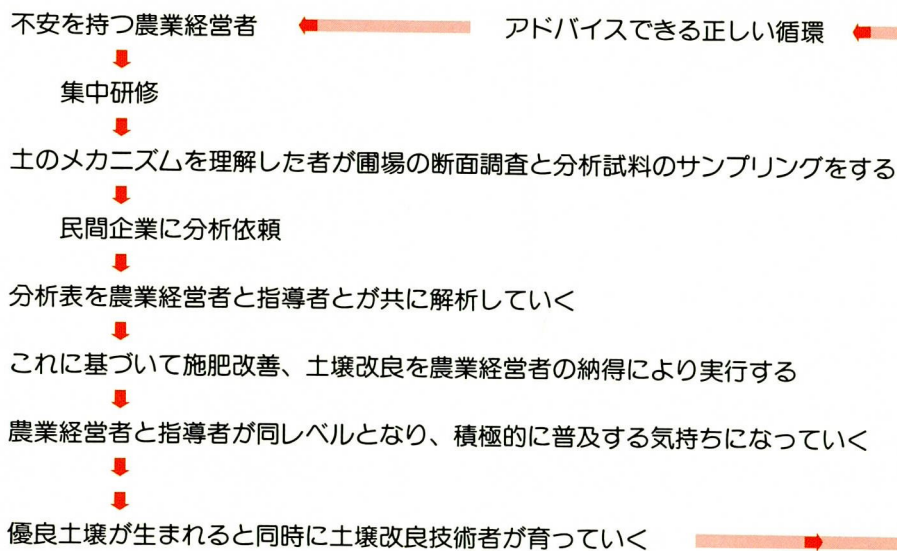 不安を持つ農業経営者
アドバイスできる正しい循環
集中研修
土のメカニズムを理解した者が圃場の断面調査と分析試料のサンプリングをする
民間企業に分析依頼
分析表を農業経営者と指導者とが共に解析していく
これに基づいて施肥改善、土壌改良を農業経営者の納得により実行する
農業経営者と指導者が同レベルとなり、積極的に普及する気持ちになっていく
優良土壌が生まれると同時に土壌改良技術者が育っていく